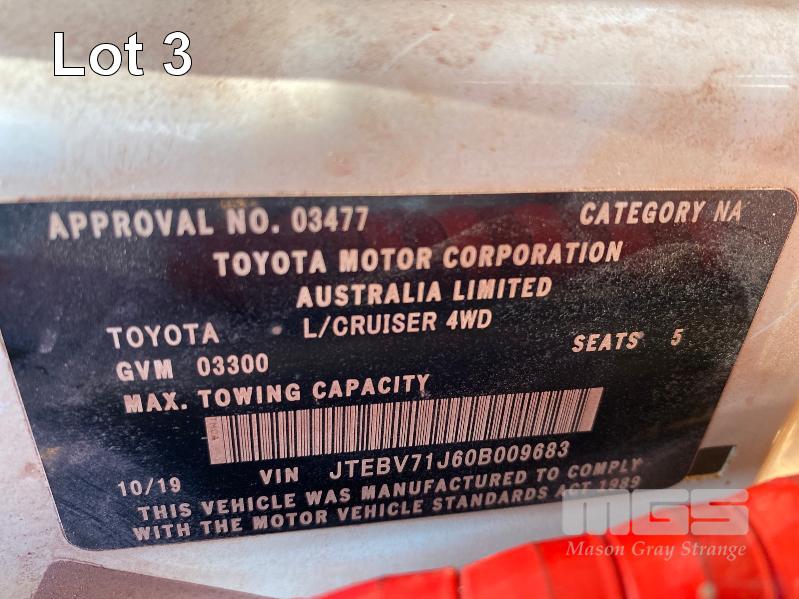 Lot 3
APPROVAL NO. 03477 CATEGORY NA
TOYOTA MOTOR CORPORATION
AUSTRALIA LIMITED
TOYOTA L/CRUISER 4WD
GVM 03300 SEATS 5
MAX. TOWING CAPACITY
10/19 VIN JTEBV71J60B009683
THIS VEHICLE WAS MANUFACTURED TO COMPLY
WITH THE MOTOR VEHICLE STANDARDS ACT 1989
MGS
Mason Gray Strange